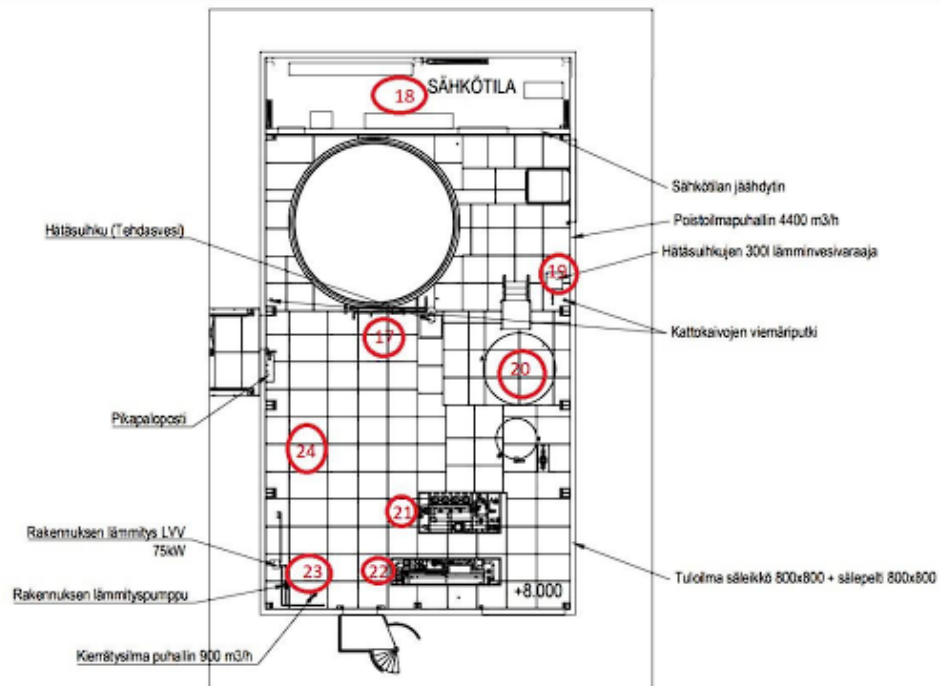 SÄHKÖTILA
18
Sähkötilan jäähdytin
Poistoilmapuhallin 4400 m3/h
Hätäsuihku (Tehdasvesi)
Hätäsuihkujen 300l lämminvesivaraaja
19
17
Kattokaivojen viemäriputki
20
Pikapaloposti
24
21
Rakennuksen lämmitys LVV
75kW
23
22
Tuloilma säleikkö 800x800 + sälepelti 800x800
Rakennuksen lämmityspumppu
+8.000
Kierrätysilma puhallin 900 m3/h